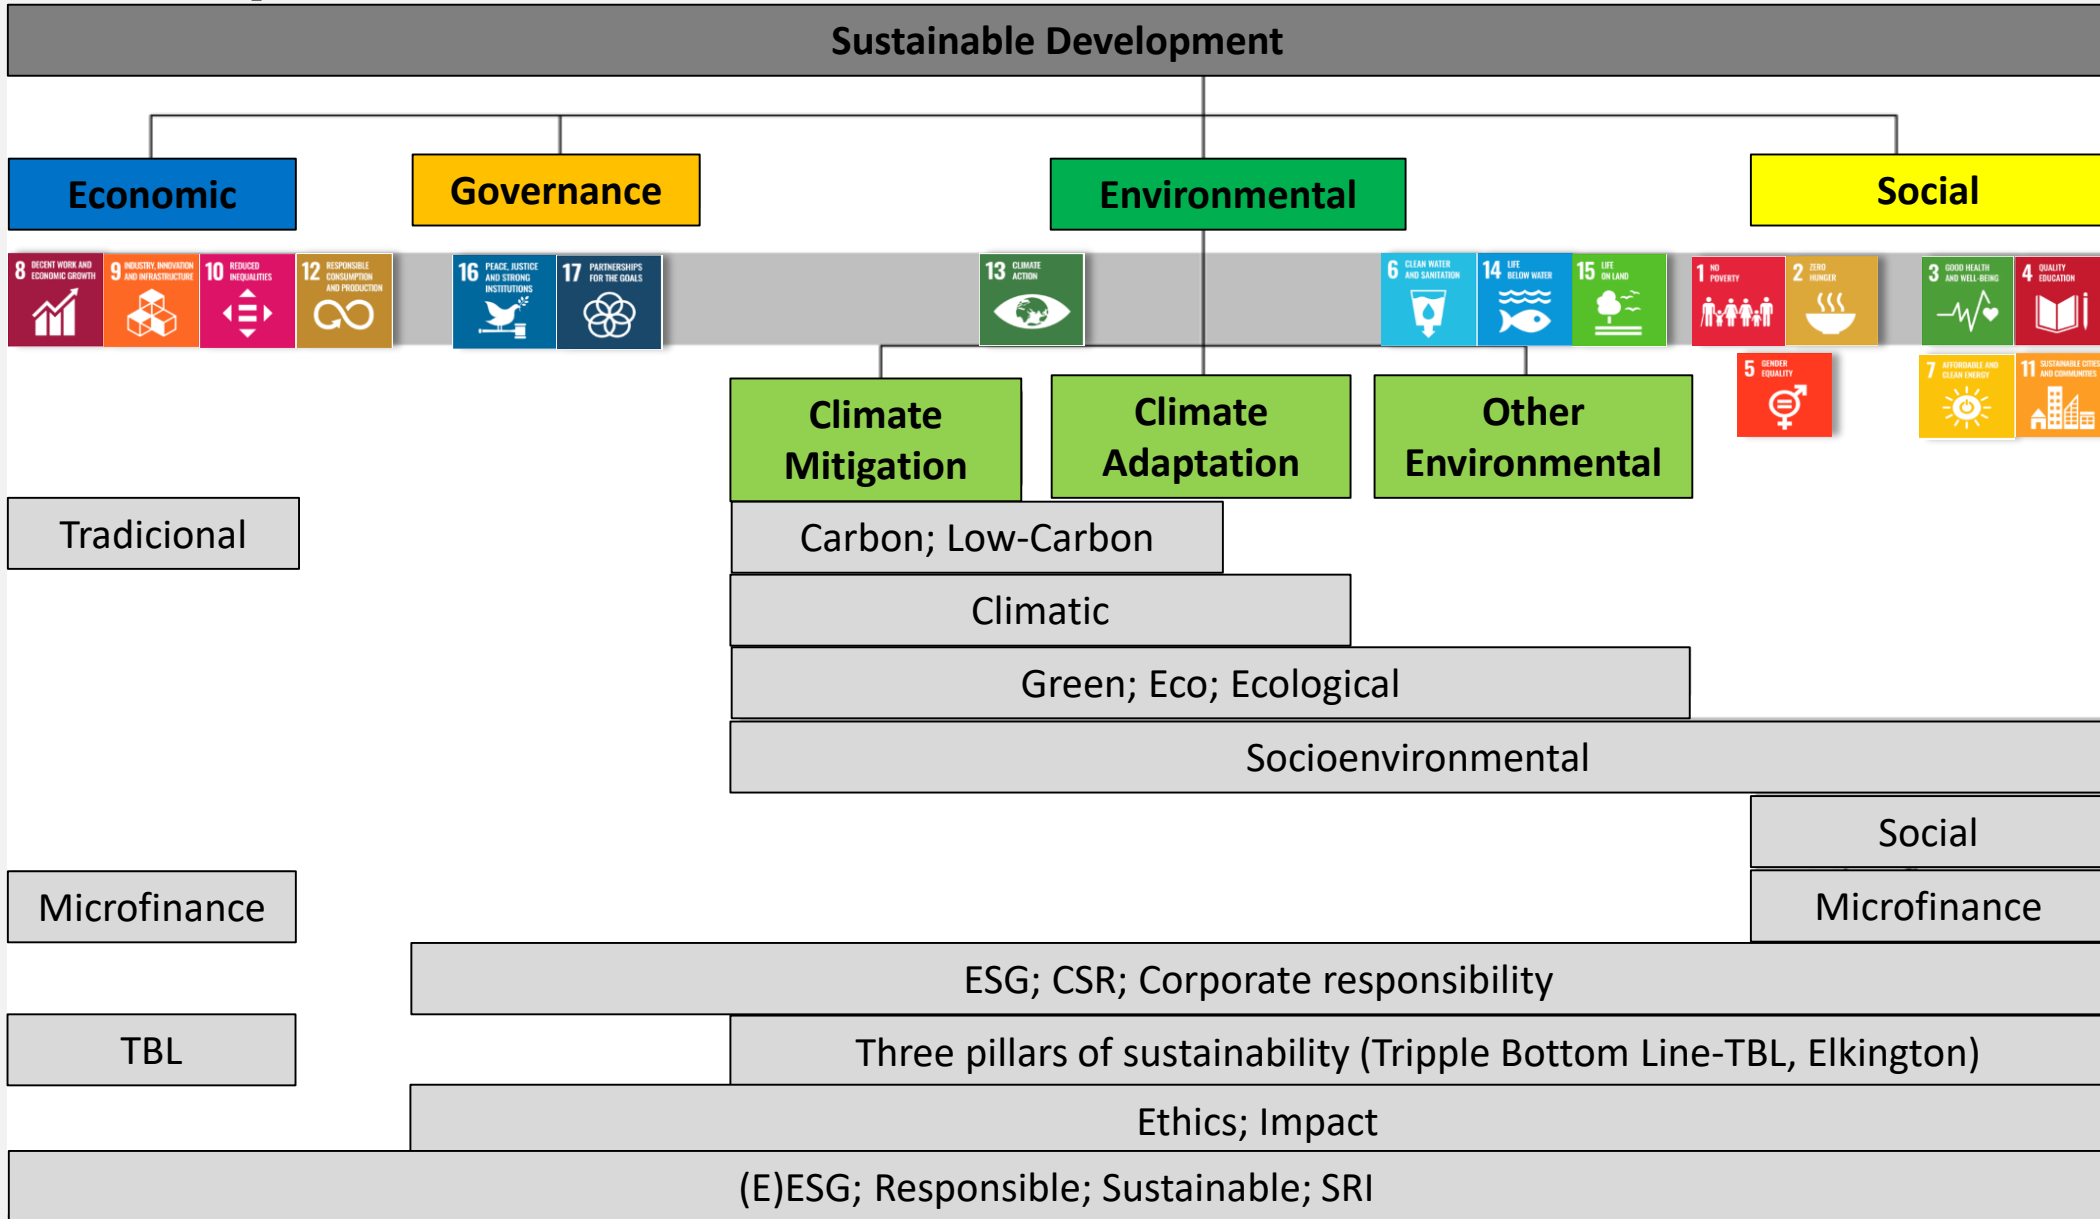 Sustainable Development
Economic
Governance
Environmental
Social
8 DECENT WORK AND
ECONOMIC GROWTH
9 INDUSTRY, INNOVATION
AND INFRASTRUCTURE
10 REDUCED
INEQUALITIES
12 RESPONSIBLE
CONSUMPTION
AND PRODUCTION
16 PEACE, JUSTICE
AND STRONG
INSTITUTIONS
17 PARTNERSHIPS
FOR THE GOALS
13 CLIMATE
ACTION
6 CLEAN WATER
AND SANITATION
14 LIFE
BELOW WATER
15 LIFE
ON LAND
1 NO
POVERTY
2 ZERO
HUNGER
3 GOOD HEALTH
AND WELL-BEING
4 QUALITY
EDUCATION
5 GENDER
EQUALITY
7 AFFORDABLE AND
CLEAN ENERGY
11 SUSTAINABLE CITIES
AND COMMUNITIES
Climate
Mitigation
Climate
Adaptation
Other
Environmental
Tradicional
Carbon; Low-Carbon
Climatic
Green; Eco; Ecological
Socioenvironmental
Social
Microfinance
Microfinance
ESG; CSR; Corporate responsibility
TBL
Three pillars of sustainability (Tripple Bottom Line-TBL, Elkington)
Ethics; Impact
(E)ESG; Responsible; Sustainable; SRI